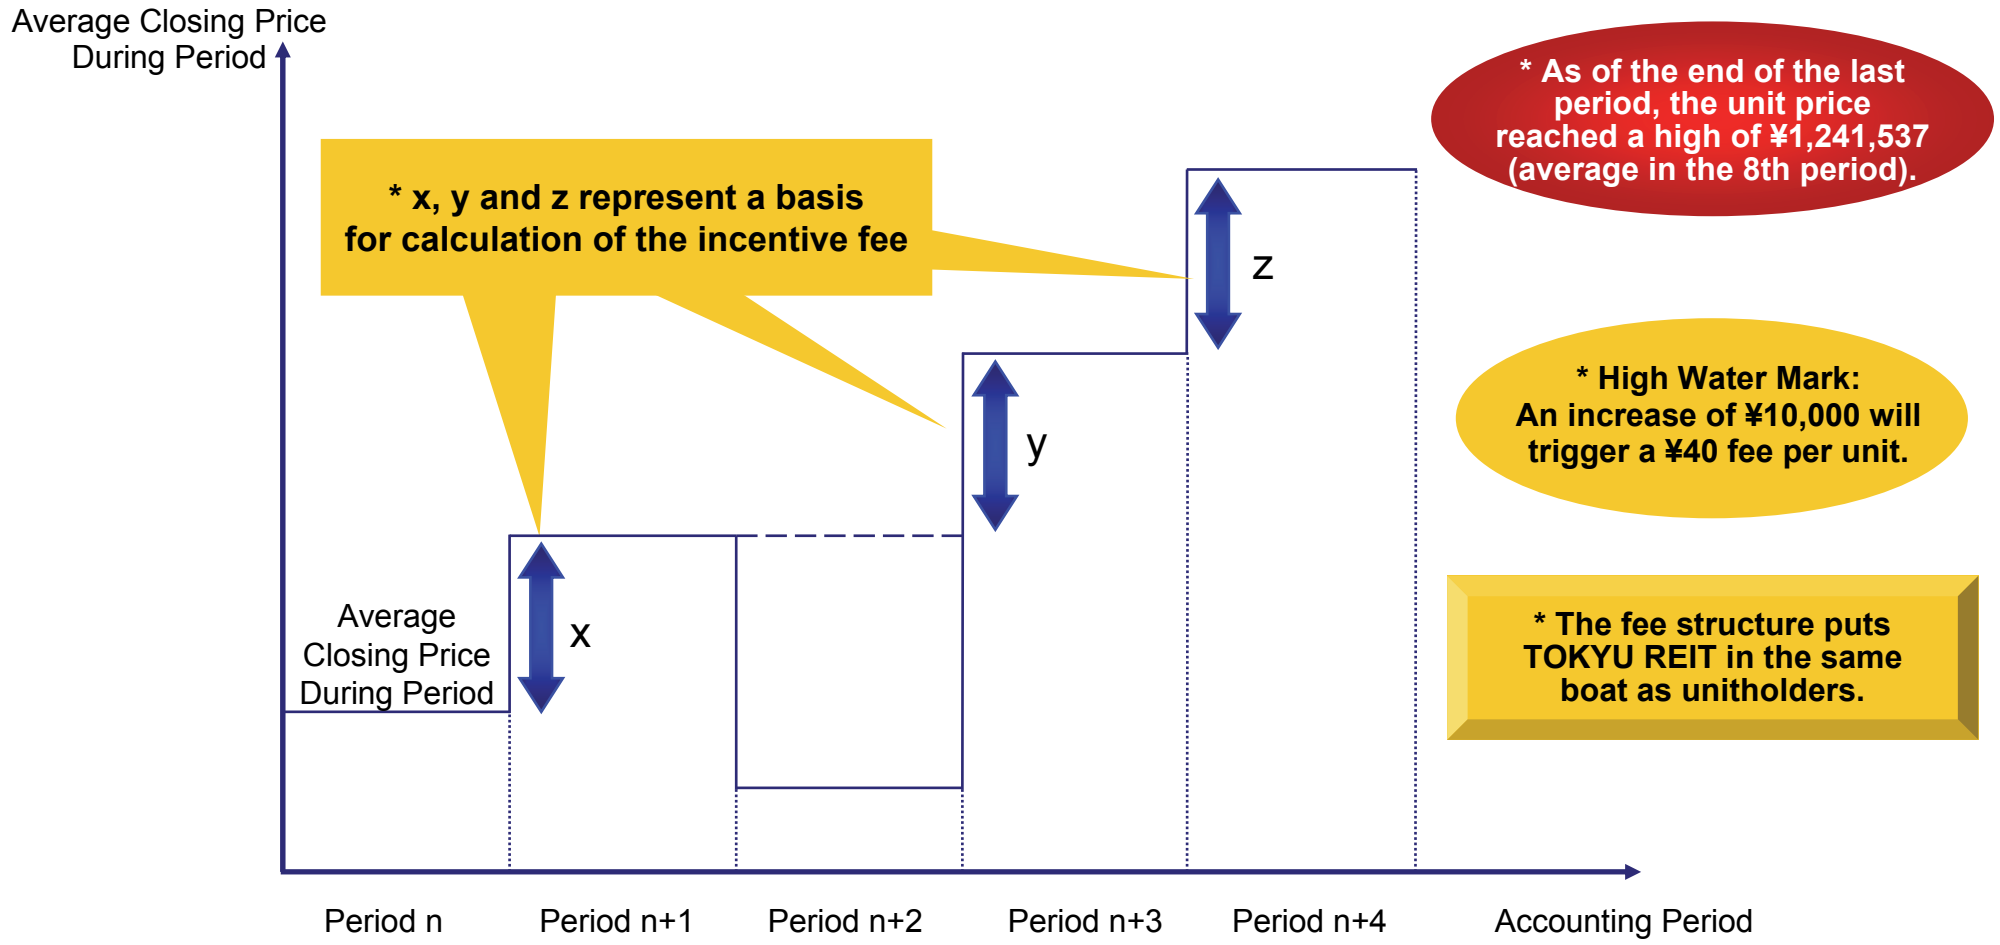 Average Closing Price
During Period
* As of the end of the last
period, the unit price
reached a high of ¥1,241,537
(average in the 8th period).
* x, y and z represent a basis
for calculation of the incentive fee
z
* High Water Mark:
An increase of ¥10,000 will
trigger a ¥40 fee per unit.
y
Average
Closing Price
During Period
x
* The fee structure puts
TOKYU REIT in the same
boat as unitholders.
Period n
Period n+1
Period n+2
Period n+3
Period n+4
Accounting Period